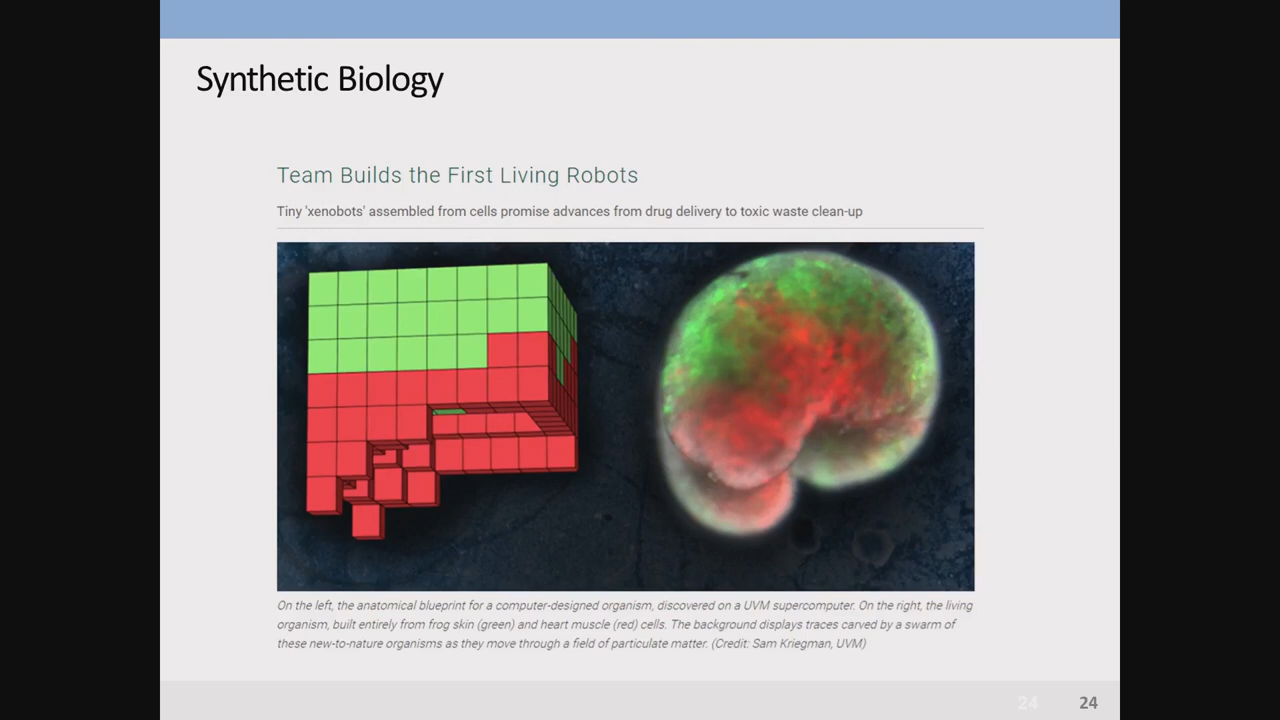 Synthetic Biology
Team Builds the First Living Robots
Tiny 'xenobots' assembled from cells promise advances from drug delivery to toxic waste clean-up
On the left, the anatomical blueprint for a computer-designed organism, discovered on a UVM supercomputer. On the right, the living
organism, built entirely from frog skin (green) and heart muscle (red) cells. The background displays traces carved by a swarm of
these new-to-nature organisms as they move through a field of particulate matter. (Credit: Sam Kriegman, UVM)
24 24